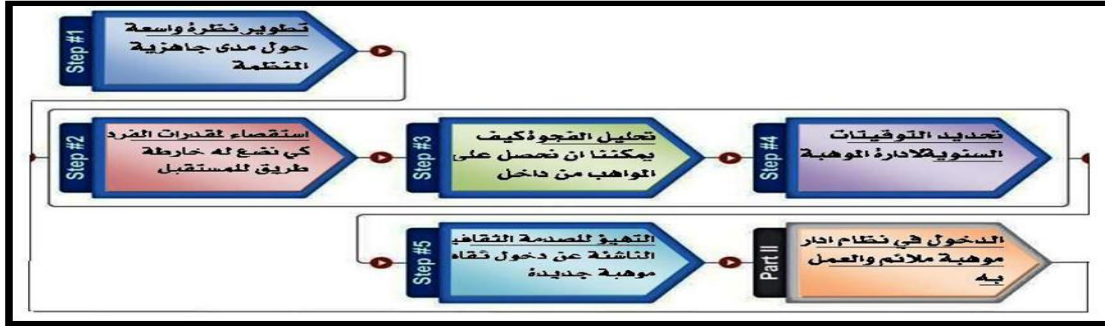 Step #1
تطوير نظرة واسعة
حول مدى جاهزية
المنظمة
Step #2
استقصاء لقدرات الفرد
كي نضع له خارطة
طريق للمستقبل
Step #3
تحليل الفجوة كيف
يمكننا ان نحصل على
المواهب من داخل
Step #4
تحديد التوقيتات
السنوية لادارة الموهبة
Step #5
التهيؤ للصدمة الثقافي
الناشئة عن دخول ثقاف
موهبة جديدة
Part II
الدخول في نظام ادار
موهبة ملائم والعمل
به